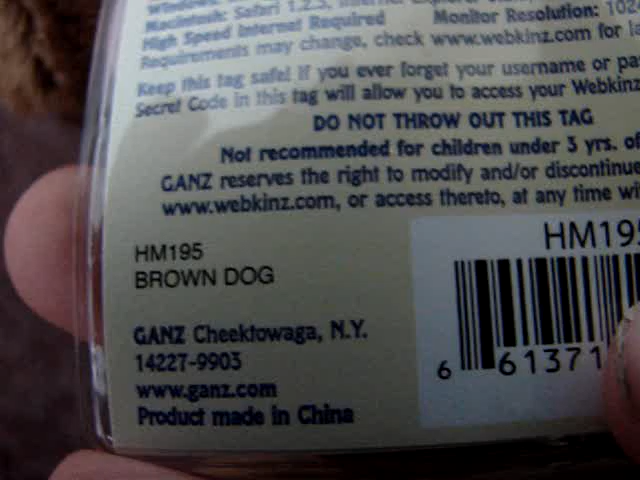 Macintosh: Safari 1.2.3, Internet Explorer
High Speed Internet Required Monitor Resolution: 102
Requirements may change, check www.webkinz.com for la
Keep this tag safe! If you ever forget your username or pa
Secret Code in this tag will allow you to access your Webkinz
DO NOT THROW OUT THIS TAG
Not recommended for children under 3 yrs. of
GANZ reserves the right to modify and/or discontinue
www.webkinz.com, or access thereto, at any time wi
HM195
BROWN DOG
GANZ Cheektowaga, N.Y.
14227-9903
www.ganz.com
Product made in China
HM195
6 61371